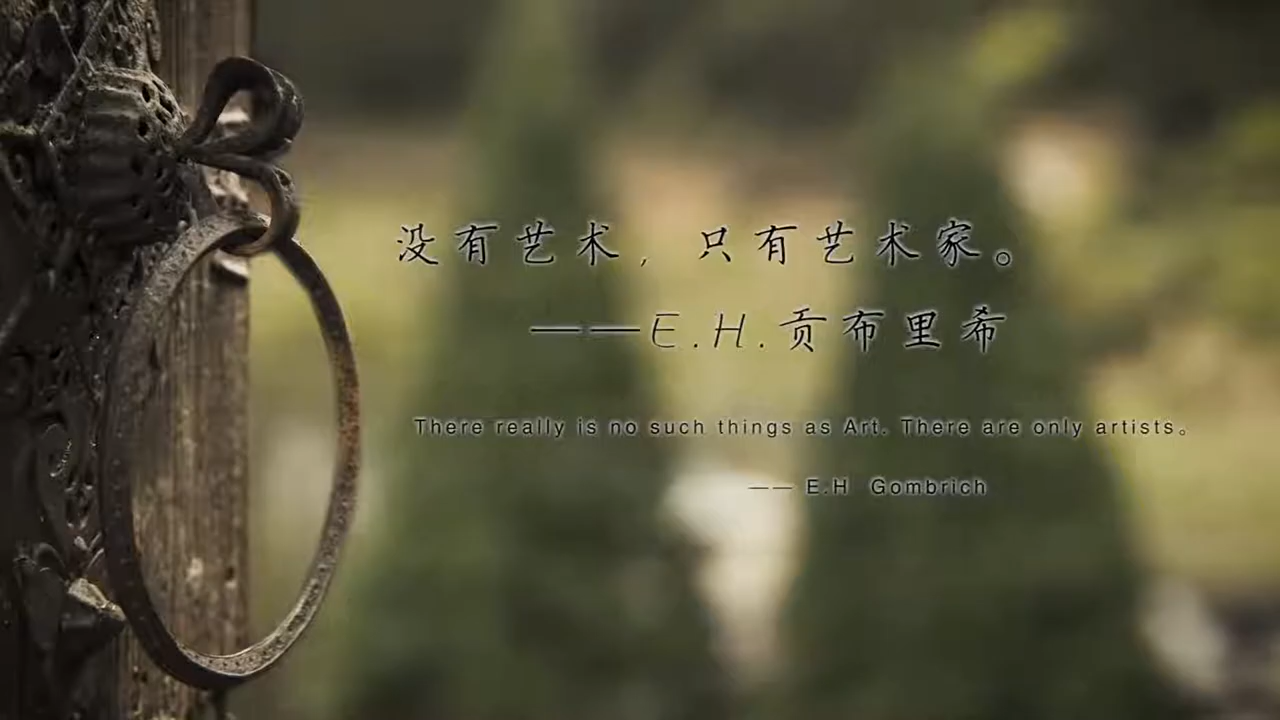 没有艺术，只有艺术家。
——E.H.贡布里希
There really is no such things as Art. There are only artists。
—— E.H  Gombrich